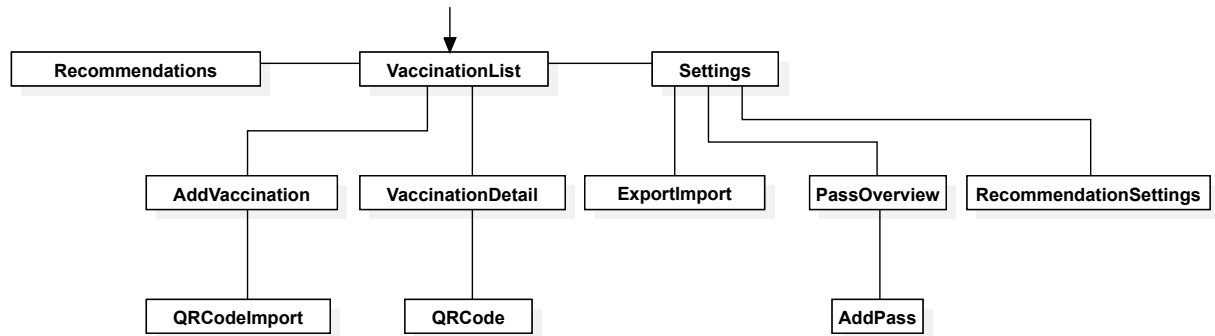 Recommendations
VaccinationList
Settings
AddVaccination
VaccinationDetail
ExportImport
PassOverview
RecommendationSettings
QRCodeImport
QRCode
AddPass